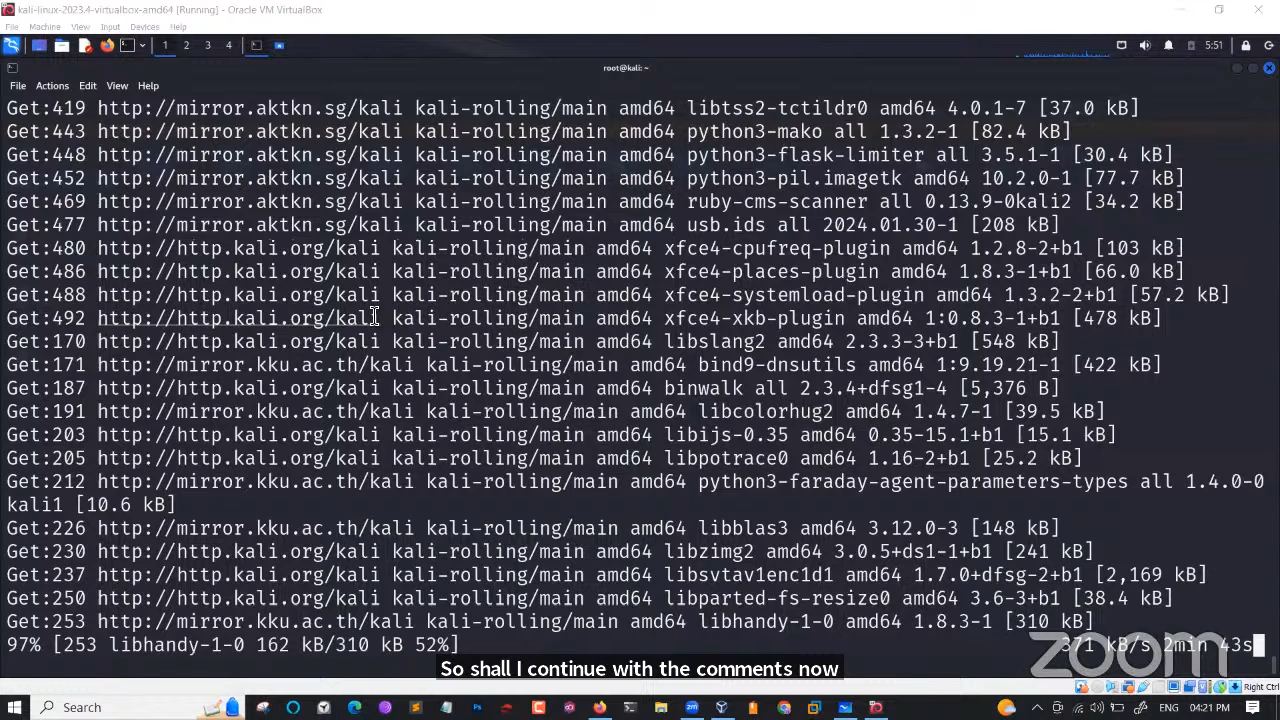 kali-linux-2023.4-virtualbox-amd64 [Running] - Oracle VM VirtualBox
File Machine View Input Devices Help
1 2 3 4 5:51
root@kali: ~
File Actions Edit View Help
Get:419 http://mirror.aktkn.sg/kali kali-rolling/main amd64 libtss2-tctildr0 amd64 4.0.1-7 [37.0 kB]
Get:443 http://mirror.aktkn.sg/kali kali-rolling/main amd64 python3-mako all 1.3.2-1 [82.4 kB]
Get:448 http://mirror.aktkn.sg/kali kali-rolling/main amd64 python3-flask-limiter all 3.5.1-1 [30.4 kB]
Get:452 http://mirror.aktkn.sg/kali kali-rolling/main amd64 python3-pil.imagetk amd64 10.2.0-1 [77.7 kB]
Get:469 http://mirror.aktkn.sg/kali kali-rolling/main amd64 ruby-cms-scanner all 0.13.9-0kali2 [34.2 kB]
Get:477 http://mirror.aktkn.sg/kali kali-rolling/main amd64 usb.ids all 2024.01.30-1 [208 kB]
Get:480 http://http.kali.org/kali kali-rolling/main amd64 xfce4-cpufreq-plugin amd64 1.2.8-2+b1 [103 kB]
Get:486 http://http.kali.org/kali kali-rolling/main amd64 xfce4-places-plugin amd64 1.8.3-1+b1 [66.0 kB]
Get:488 http://http.kali.org/kali kali-rolling/main amd64 xfce4-systemload-plugin amd64 1.3.2-2+b1 [57.2 kB]
Get:492 http://http.kali.org/kali kali-rolling/main amd64 xfce4-xkb-plugin amd64 1:0.8.3-1+b1 [478 kB]
Get:170 http://http.kali.org/kali kali-rolling/main amd64 libslang2 amd64 2.3.3-3+b1 [548 kB]
Get:171 http://mirror.kku.ac.th/kali kali-rolling/main amd64 bind9-dnsutils amd64 1:9.19.21-1 [422 kB]
Get:187 http://http.kali.org/kali kali-rolling/main amd64 binwalk all 2.3.4+dfsg1-4 [5,376 B]
Get:191 http://mirror.kku.ac.th/kali kali-rolling/main amd64 libcolorhug2 amd64 1.4.7-1 [39.5 kB]
Get:203 http://http.kali.org/kali kali-rolling/main amd64 libijs-0.35 amd64 0.35-15.1+b1 [15.1 kB]
Get:205 http://http.kali.org/kali kali-rolling/main amd64 libpotrace0 amd64 1.16-2+b1 [25.2 kB]
Get:212 http://mirror.kku.ac.th/kali kali-rolling/main amd64 python3-faraday-agent-parameters-types all 1.4.0-0
kali1 [10.6 kB]
Get:226 http://mirror.kku.ac.th/kali kali-rolling/main amd64 libblas3 amd64 3.12.0-3 [148 kB]
Get:230 http://http.kali.org/kali kali-rolling/main amd64 libzimg2 amd64 3.0.5+ds1-1+b1 [241 kB]
Get:237 http://http.kali.org/kali kali-rolling/main amd64 libsvtav1enc1d1 amd64 1.7.0+dfsg-2+b1 [2,169 kB]
Get:250 http://http.kali.org/kali kali-rolling/main amd64 libparted-fs-resize0 amd64 3.6-3+b1 [38.4 kB]
Get:253 http://mirror.kku.ac.th/kali kali-rolling/main amd64 libhandy-1-0 amd64 1.8.3-1 [310 kB]
97% [253 libhandy-1-0 162 kB/310 kB 52%] 371 kB/s 2min 43s
zoom
So shall I continue with the comments now
Right Ctrl
Search 04:21 PM